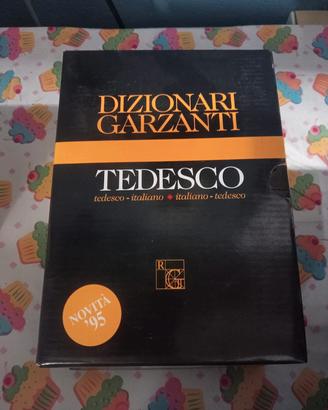 DIZIONARI
GARZANTI
TEDESCO
tedesco - italiano ♦ italiano - tedesco
NOVITÀ
'95